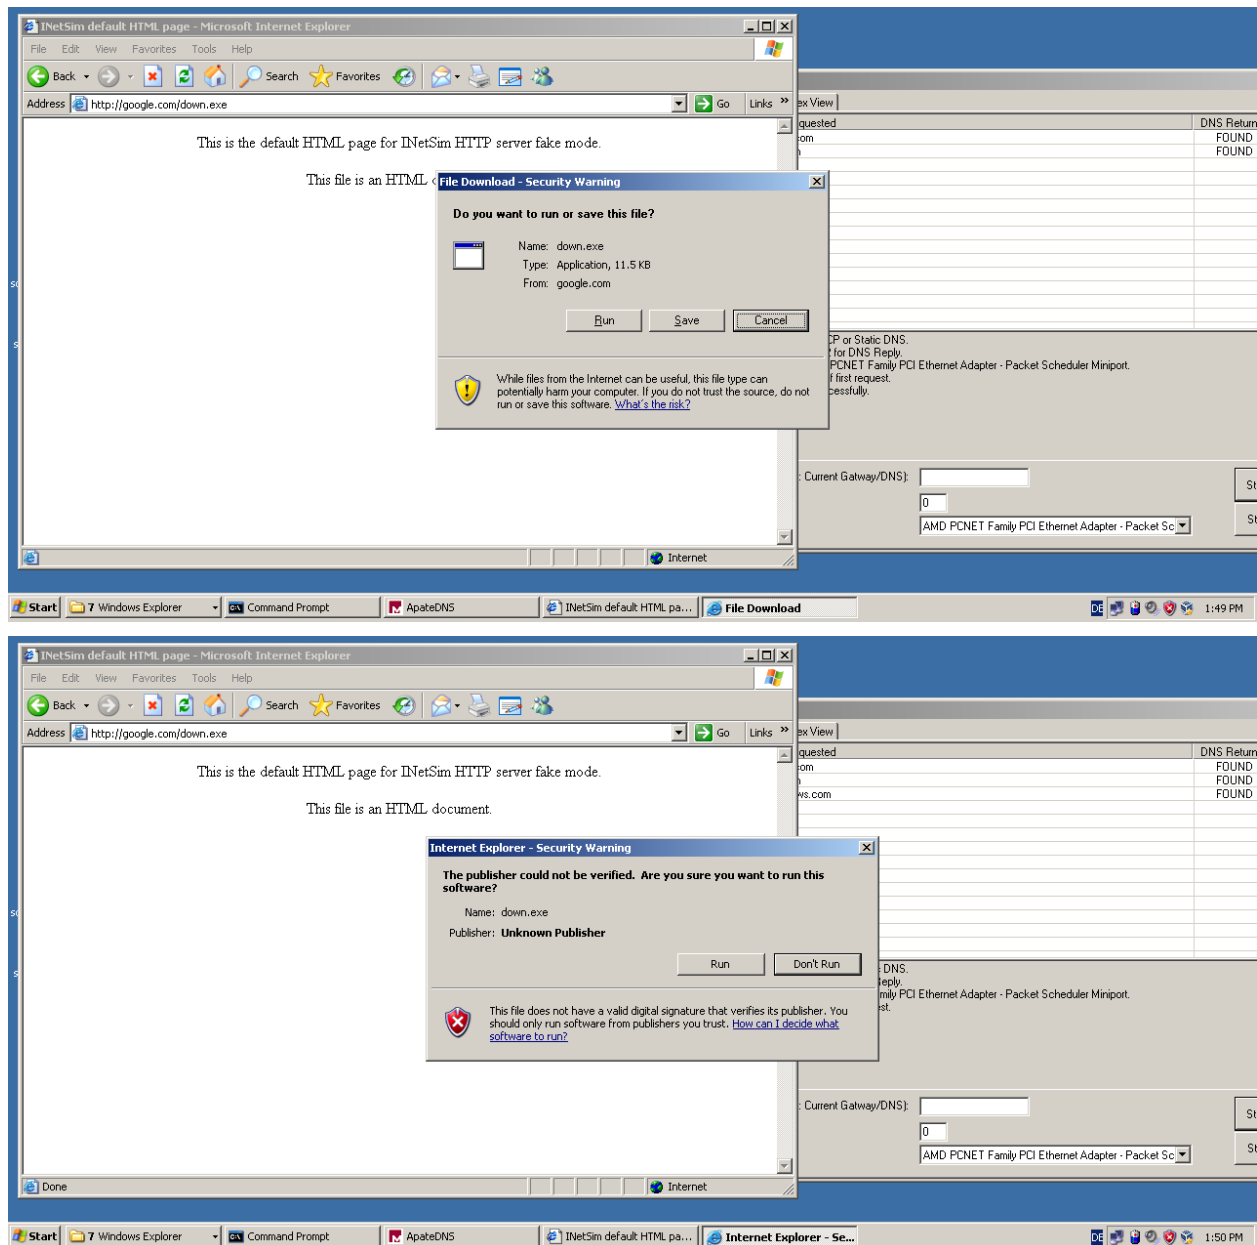 INetSim default HTML page - Microsoft Internet Explorer
File Edit View Favorites Tools Help
Back Search Favorites
Address http://google.com/down.exe Go Links »
ex View
quested DNS Return
om FOUND
FOUND
This is the default HTML page for INetSim HTTP server fake mode.
This file is an HTML
File Download - Security Warning
Do you want to run or save this file?
Name: down.exe
Type: Application, 11.5 KB
From: google.com
Run Save Cancel
While files from the Internet can be useful, this file type can
potentially harm your computer. If you do not trust the source, do not
run or save this software. What's the risk?
CP or Static DNS.
for DNS Reply.
PCNET Family PCI Ethernet Adapter - Packet Scheduler Miniport.
f first request.
cessfully.
: Current Gatway/DNS):
0
AMD PCNET Family PCI Ethernet Adapter - Packet Sc
St
St
Internet
Start 7 Windows Explorer Command Prompt ApateDNS INetSim default HTML pa... File Download DE 1:49 PM
INetSim default HTML page - Microsoft Internet Explorer
File Edit View Favorites Tools Help
Back Search Favorites
Address http://google.com/down.exe Go Links »
ex View
quested DNS Return
om FOUND
FOUND
ws.com FOUND
This is the default HTML page for INetSim HTTP server fake mode.
This file is an HTML document.
Internet Explorer - Security Warning
The publisher could not be verified. Are you sure you want to run this
software?
Name: down.exe
Publisher: Unknown Publisher
Run Don't Run
This file does not have a valid digital signature that verifies its publisher. You
should only run software from publishers you trust. How can I decide what
software to run?
DNS.
Reply.
mily PCI Ethernet Adapter - Packet Scheduler Miniport.
est.
: Current Gatway/DNS):
0
AMD PCNET Family PCI Ethernet Adapter - Packet Sc
St
St
Done Internet
Start 7 Windows Explorer Command Prompt ApateDNS INetSim default HTML pa... Internet Explorer - Se... DE 1:50 PM